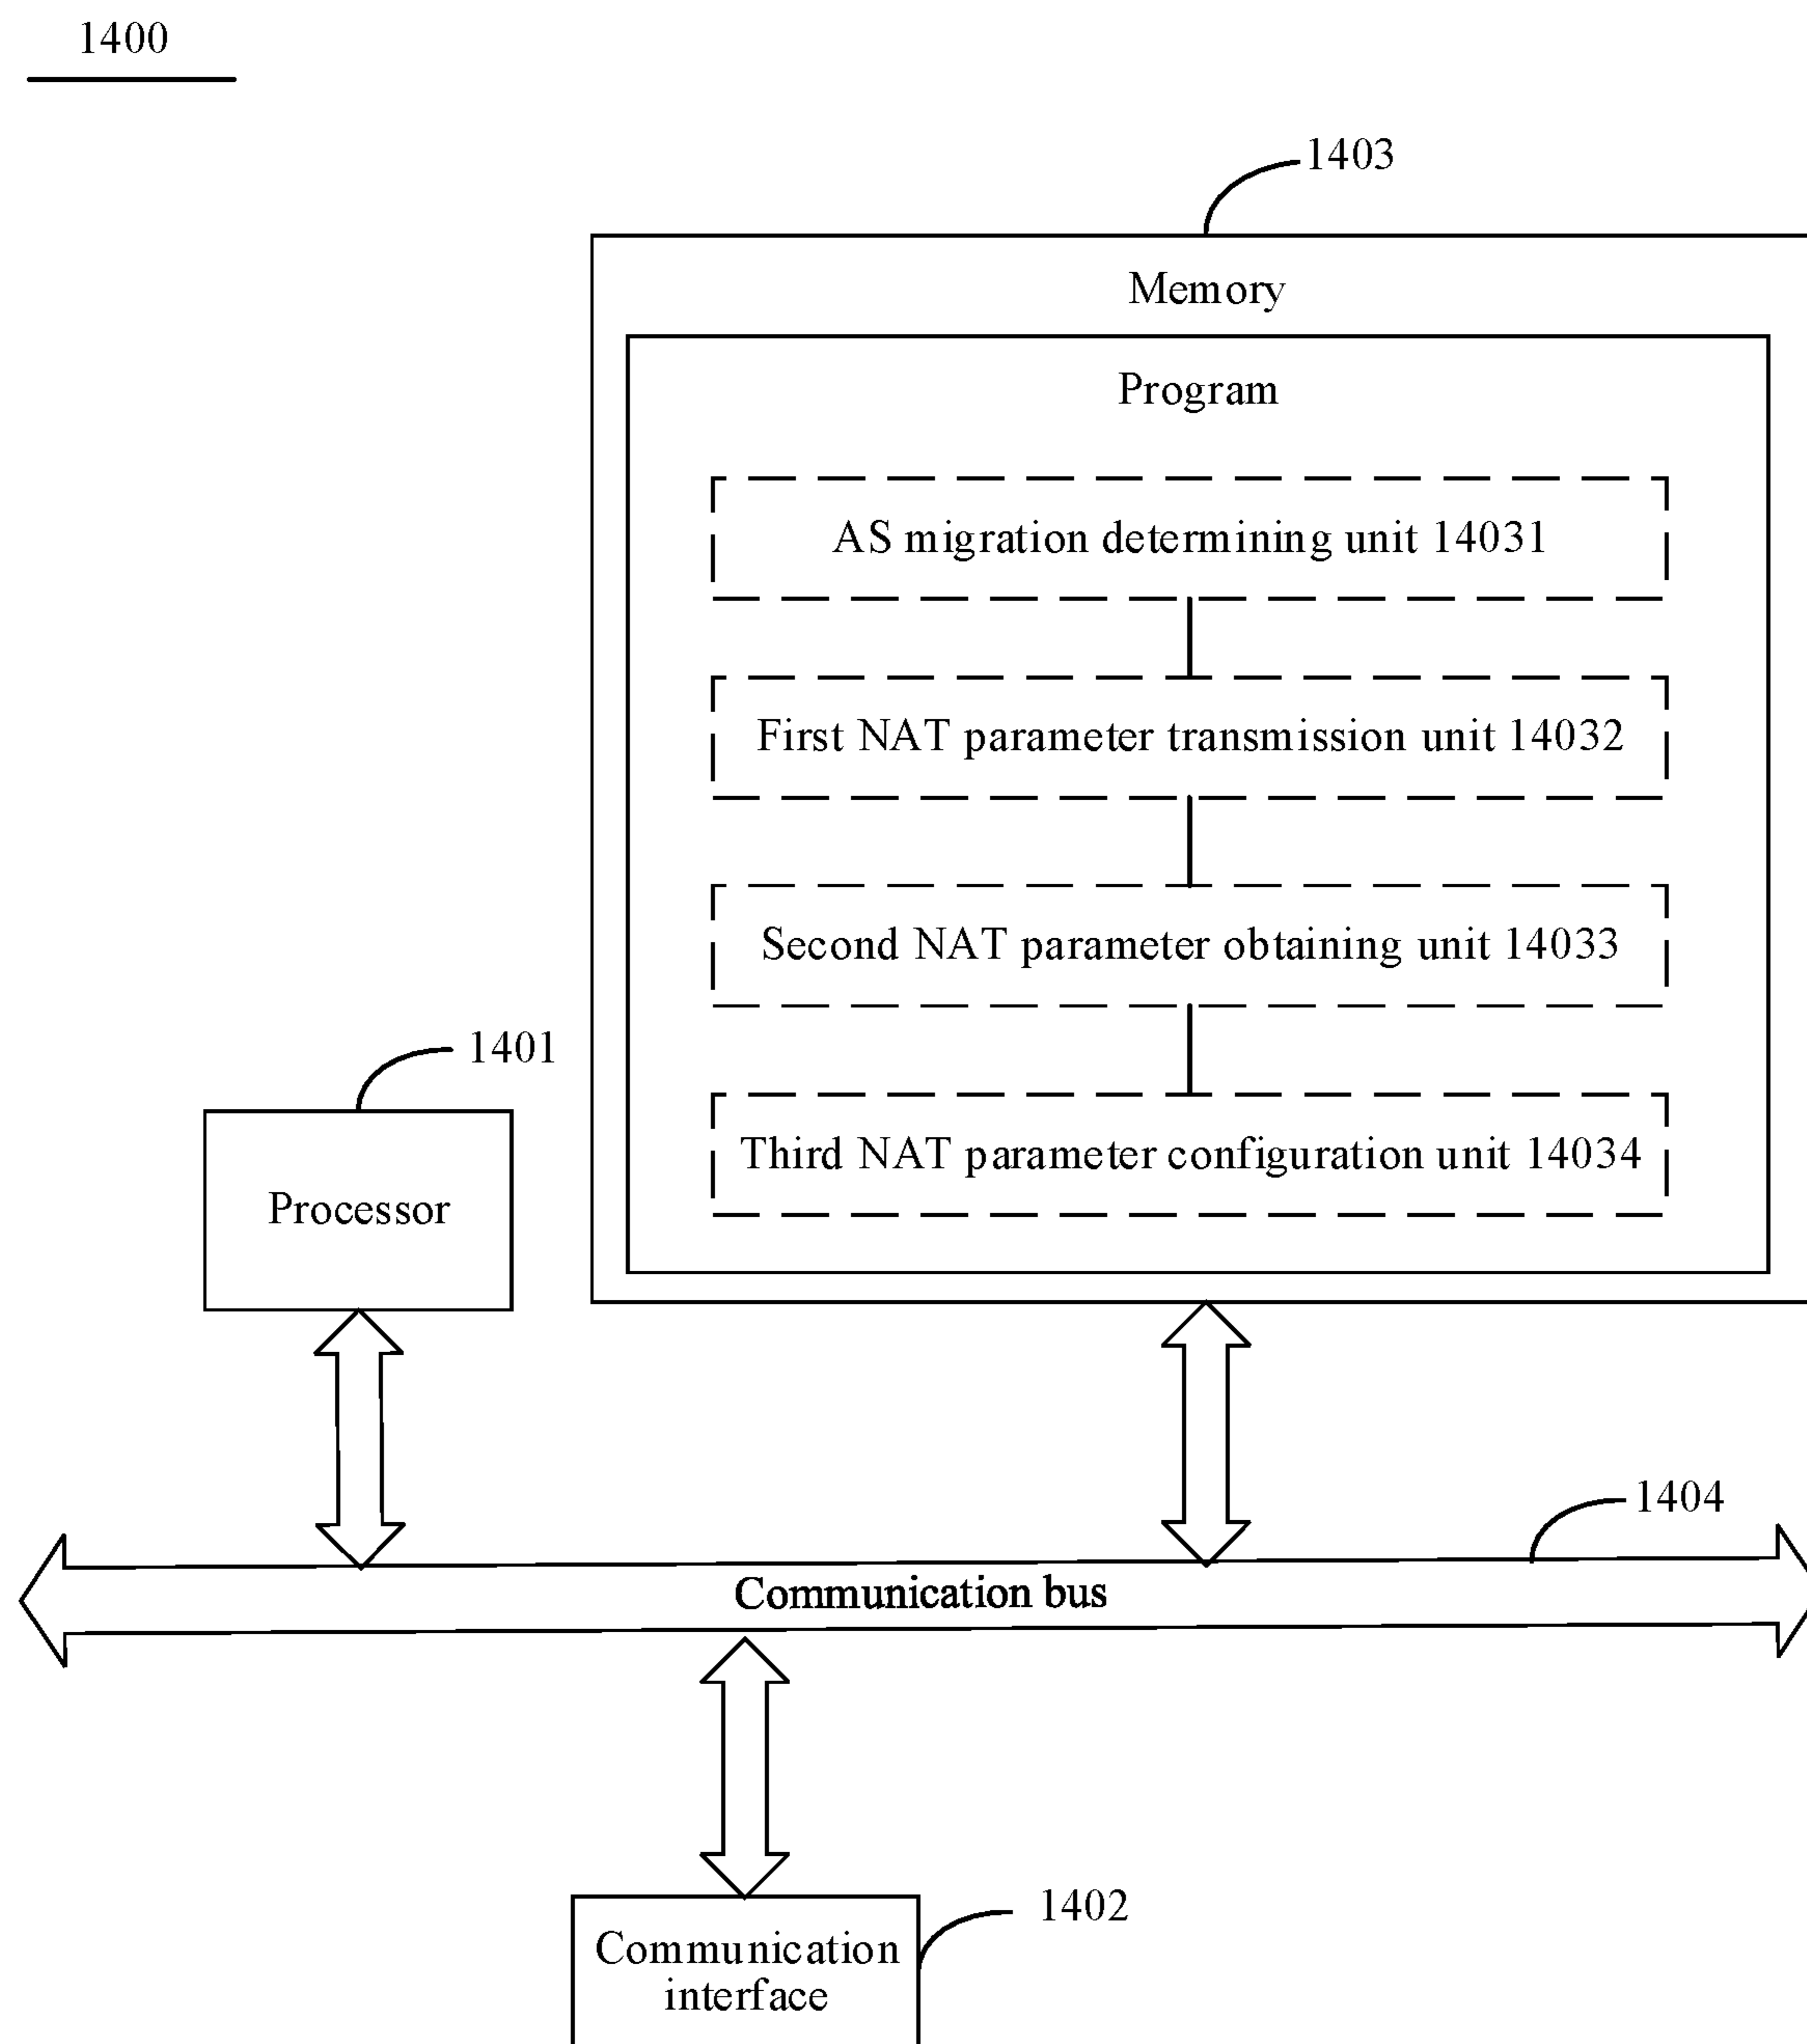 1400
1403
Memory
Program
AS migration determining unit 14031
First NAT parameter transmission unit 14032
Second NAT parameter obtaining unit 14033
Third NAT parameter configuration unit 14034
1401
Processor
1404
Communication bus
1402
Communication
interface